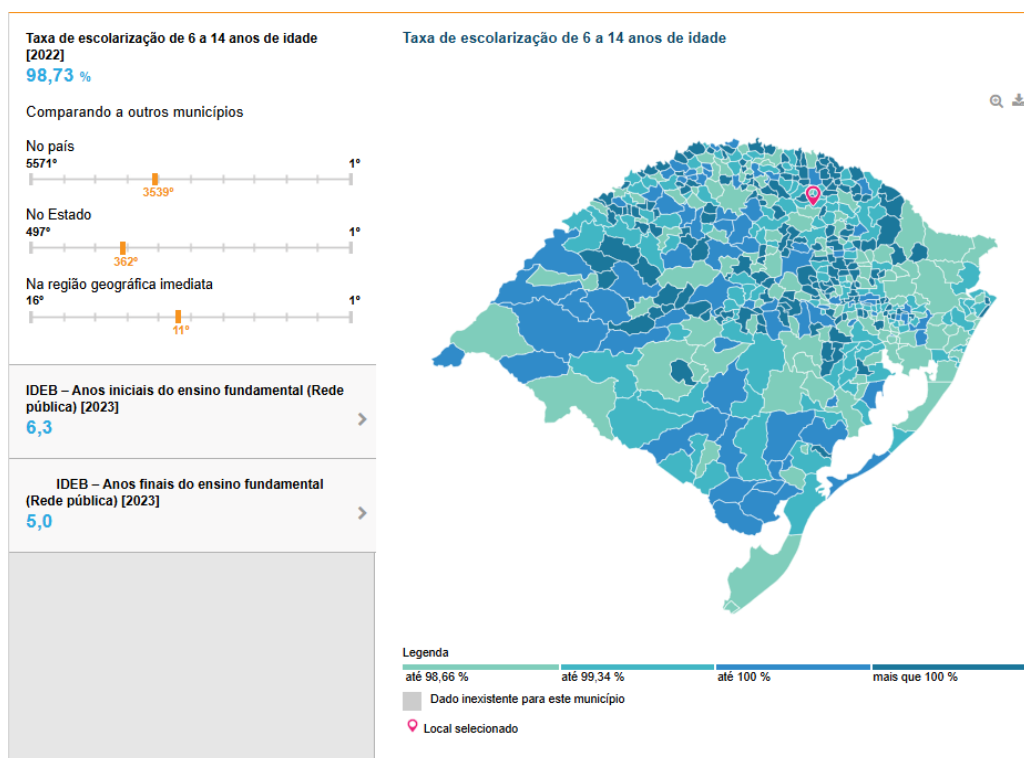 Taxa de escolarização de 6 a 14 anos de idade
[2022]
98,73 %
Comparando a outros municípios
No país
5571º 1º
3539º
No Estado
497º 1º
362º
Na região geográfica imediata
16º 1º
11º
IDEB – Anos iniciais do ensino fundamental (Rede
pública) [2023]
6,3
IDEB – Anos finais do ensino fundamental
(Rede pública) [2023]
5,0
Taxa de escolarização de 6 a 14 anos de idade
Legenda
até 98,66 % até 99,34 % até 100 % mais que 100 %
Dado inexistente para este município
Local selecionado